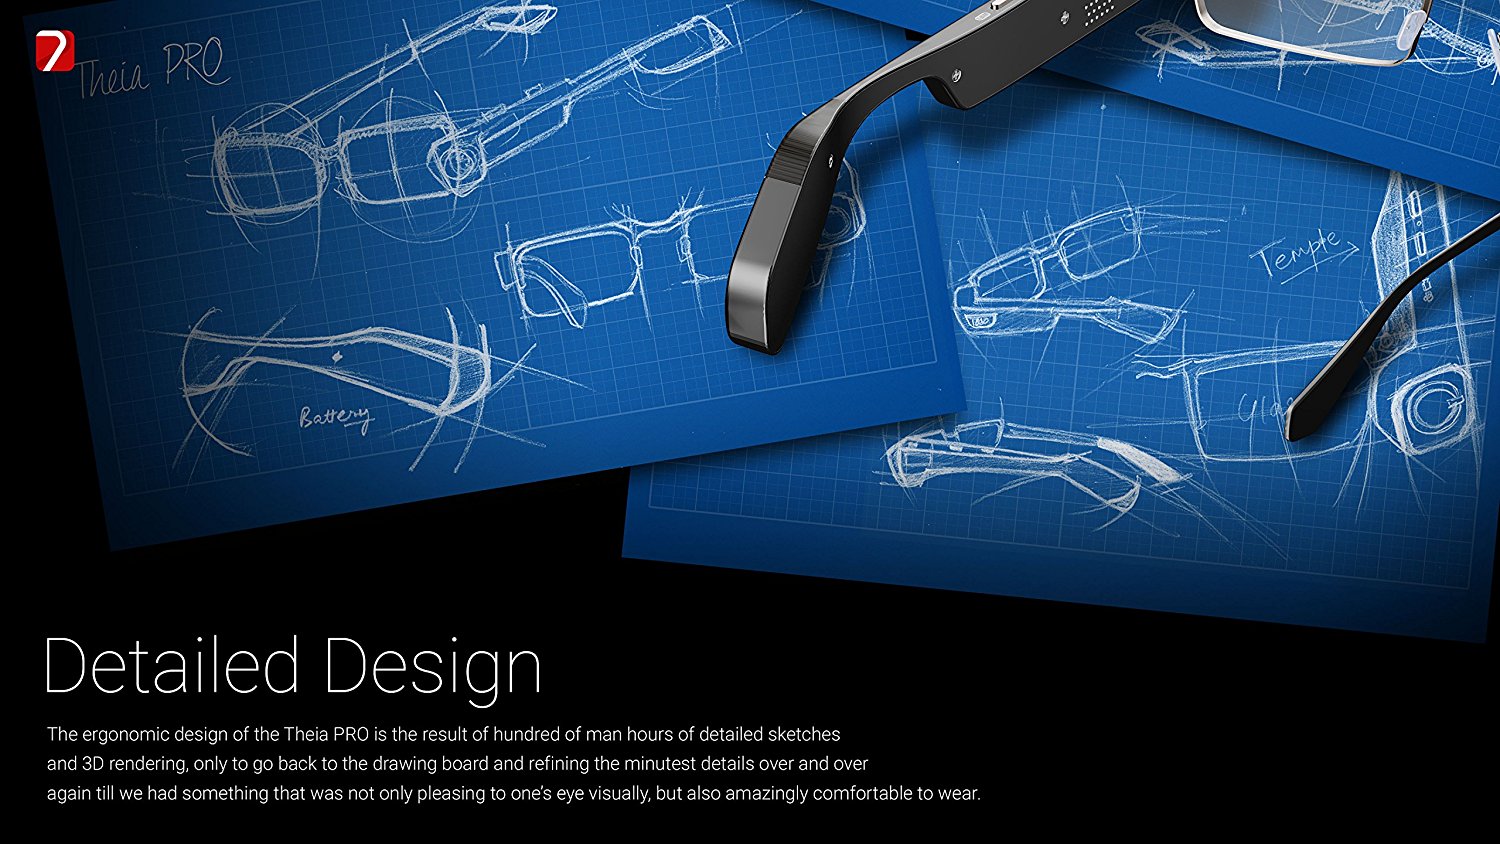 7
Theia PRO
Battery
Temple
Detailed Design
The ergonomic design of the Theia PRO is the result of hundred of man hours of detailed sketches
and 3D rendering, only to go back to the drawing board and refining the minutest details over and over
again till we had something that was not only pleasing to one's eye visually, but also amazingly comfortable to wear.